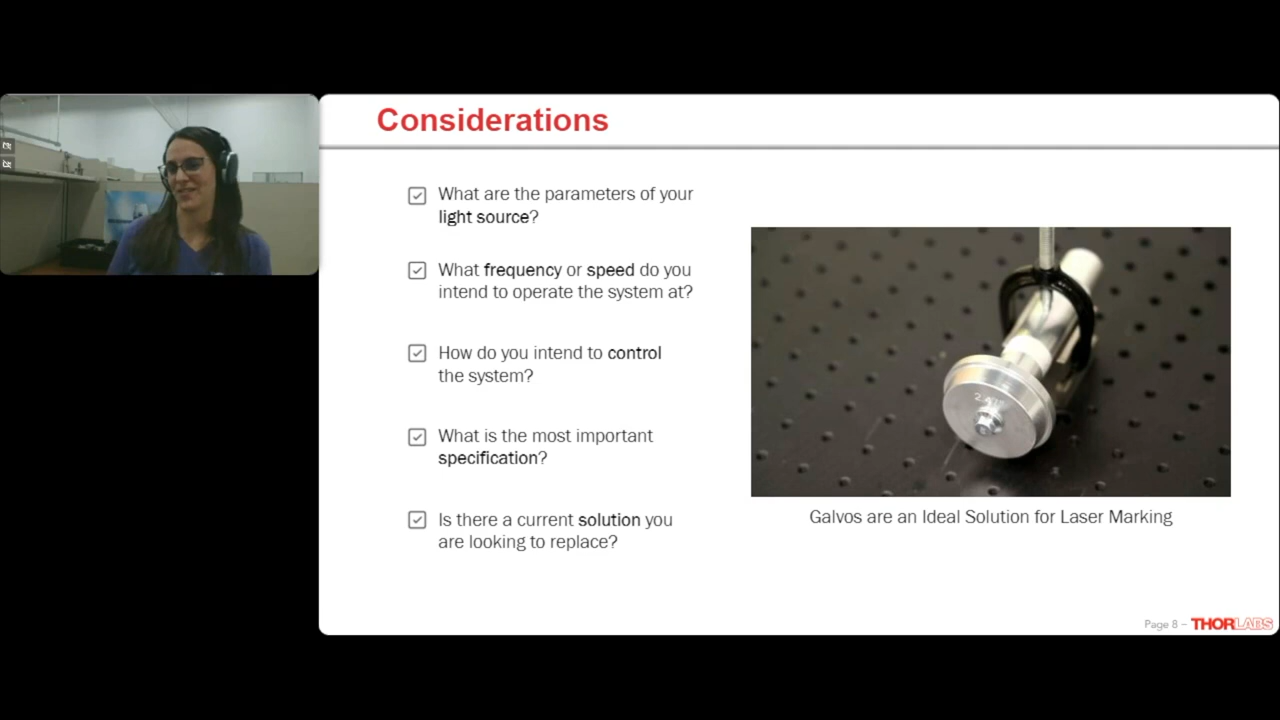 Considerations
What are the parameters of your
light source?
What frequency or speed do you
intend to operate the system at?
How do you intend to control
the system?
What is the most important
specification?
Is there a current solution you
are looking to replace?
Galvos are an Ideal Solution for Laser Marking
Page 8 – THORLABS